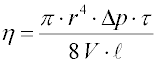 η = π · r⁴ · Δp · τ / 8 V · ℓ